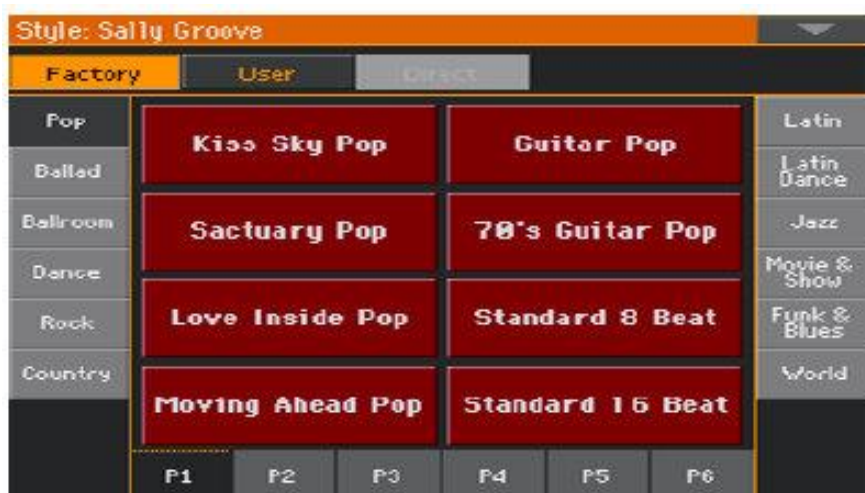 Style: Sally Groove
Factory User Direct
Pop
Ballad
Ballroom
Dance
Rock
Country
Kiss Sky Pop
Guitar Pop
Sactuary Pop
70's Guitar Pop
Love Inside Pop
Standard 8 Beat
Moving Ahead Pop
Standard 16 Beat
Latin
Latin
Dance
Jazz
Movie &
Show
Funk &
Blues
World
P1 P2 P3 P4 P5 P6